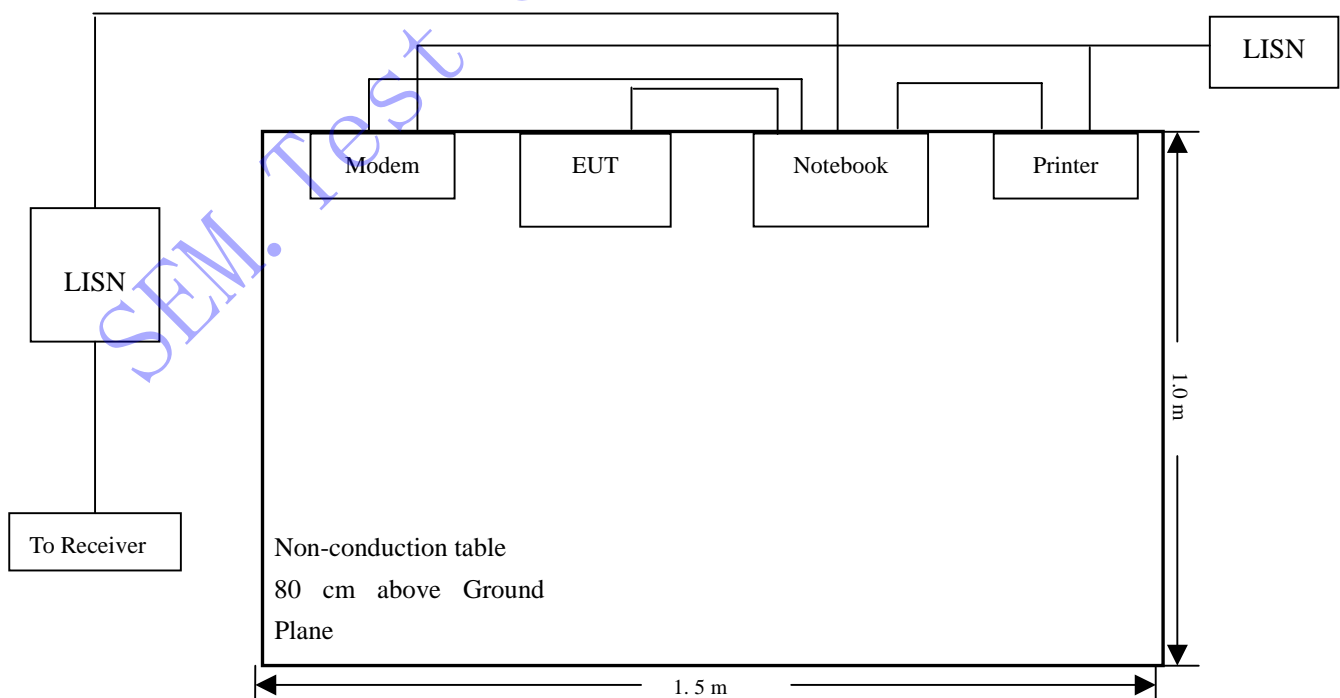 LISN
Modem
EUT
Notebook
Printer
LISN
SEM.Test
1.0 m
To Receiver
Non-conduction table
80 cm above Ground
Plane
1.5 m